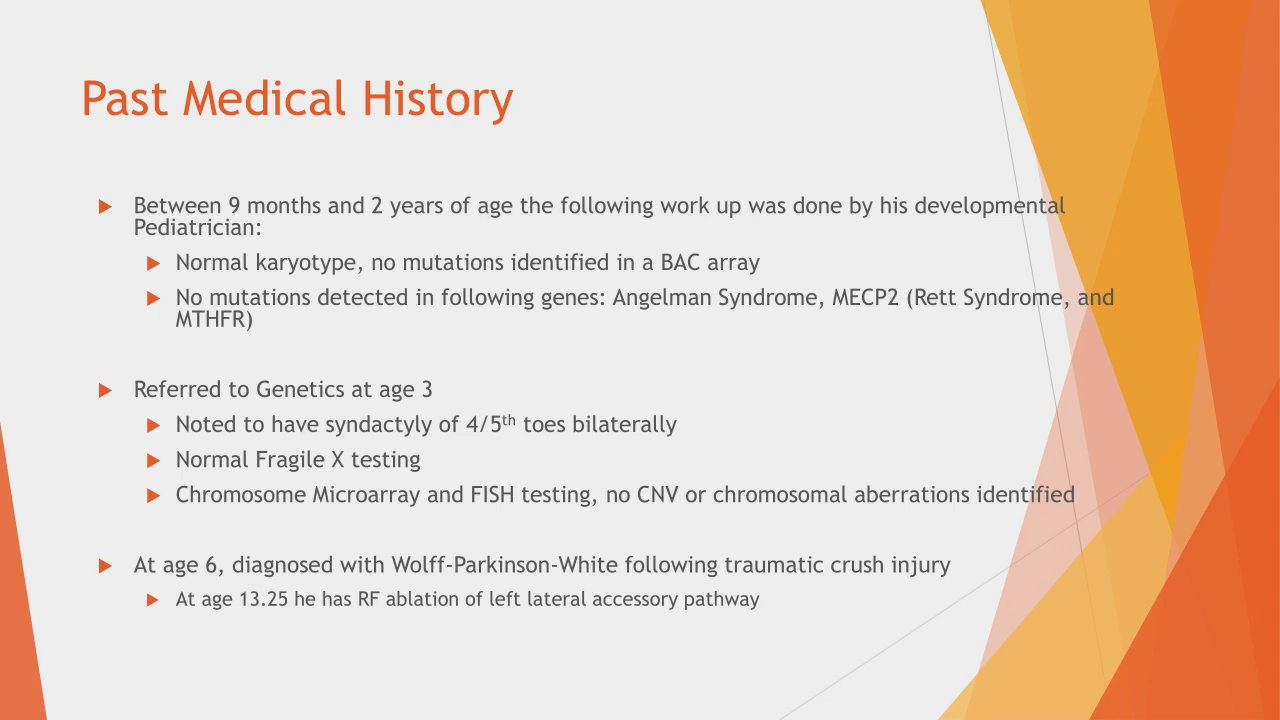 Past Medical History
Between 9 months and 2 years of age the following work up was done by his developmental
Pediatrician:
Normal karyotype, no mutations identified in a BAC array
No mutations detected in following genes: Angelman Syndrome, MECP2 (Rett Syndrome, and
MTHFR)
Referred to Genetics at age 3
Noted to have syndactyly of 4/5th toes bilaterally
Normal Fragile X testing
Chromosome Microarray and FISH testing, no CNV or chromosomal aberrations identified
At age 6, diagnosed with Wolff-Parkinson-White following traumatic crush injury
At age 13.25 he has RF ablation of left lateral accessory pathway